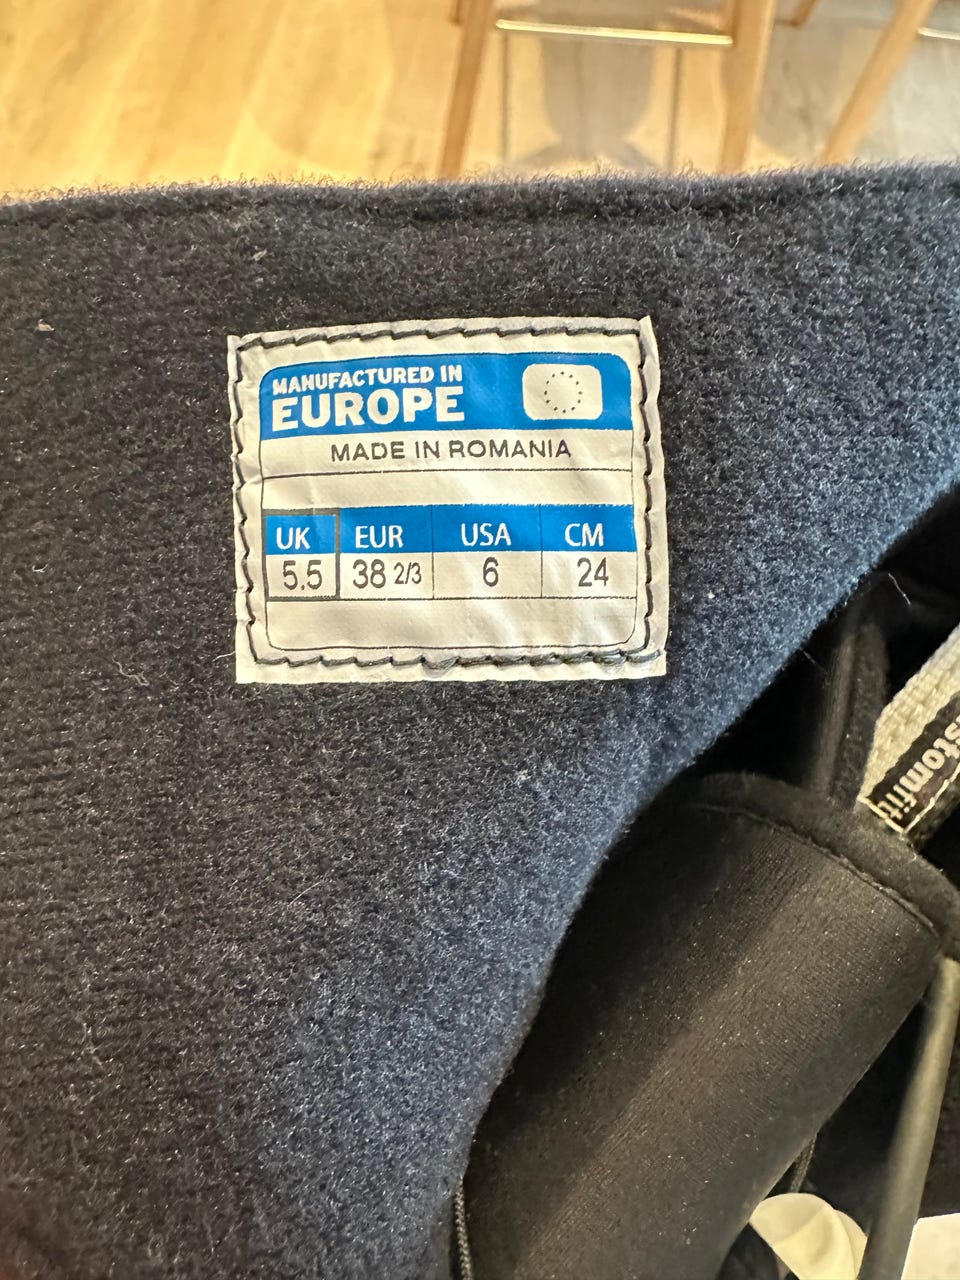 MANUFACTURED IN
EUROPE
MADE IN ROMANIA
UK EUR USA CM
5.5 38 2/3 6 24